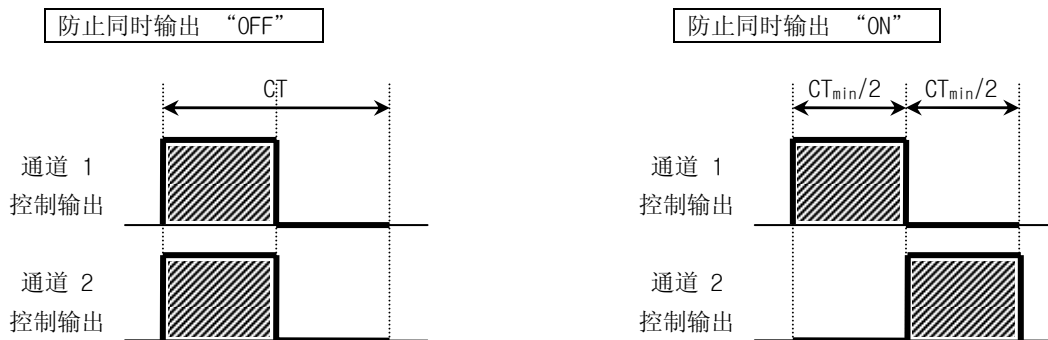 防止同时输出 “OFF”
防止同时输出 “ON”
CT
CTmin/2 CTmin/2
通道 1
控制输出
通道 1
控制输出
通道 2
控制输出
通道 2
控制输出